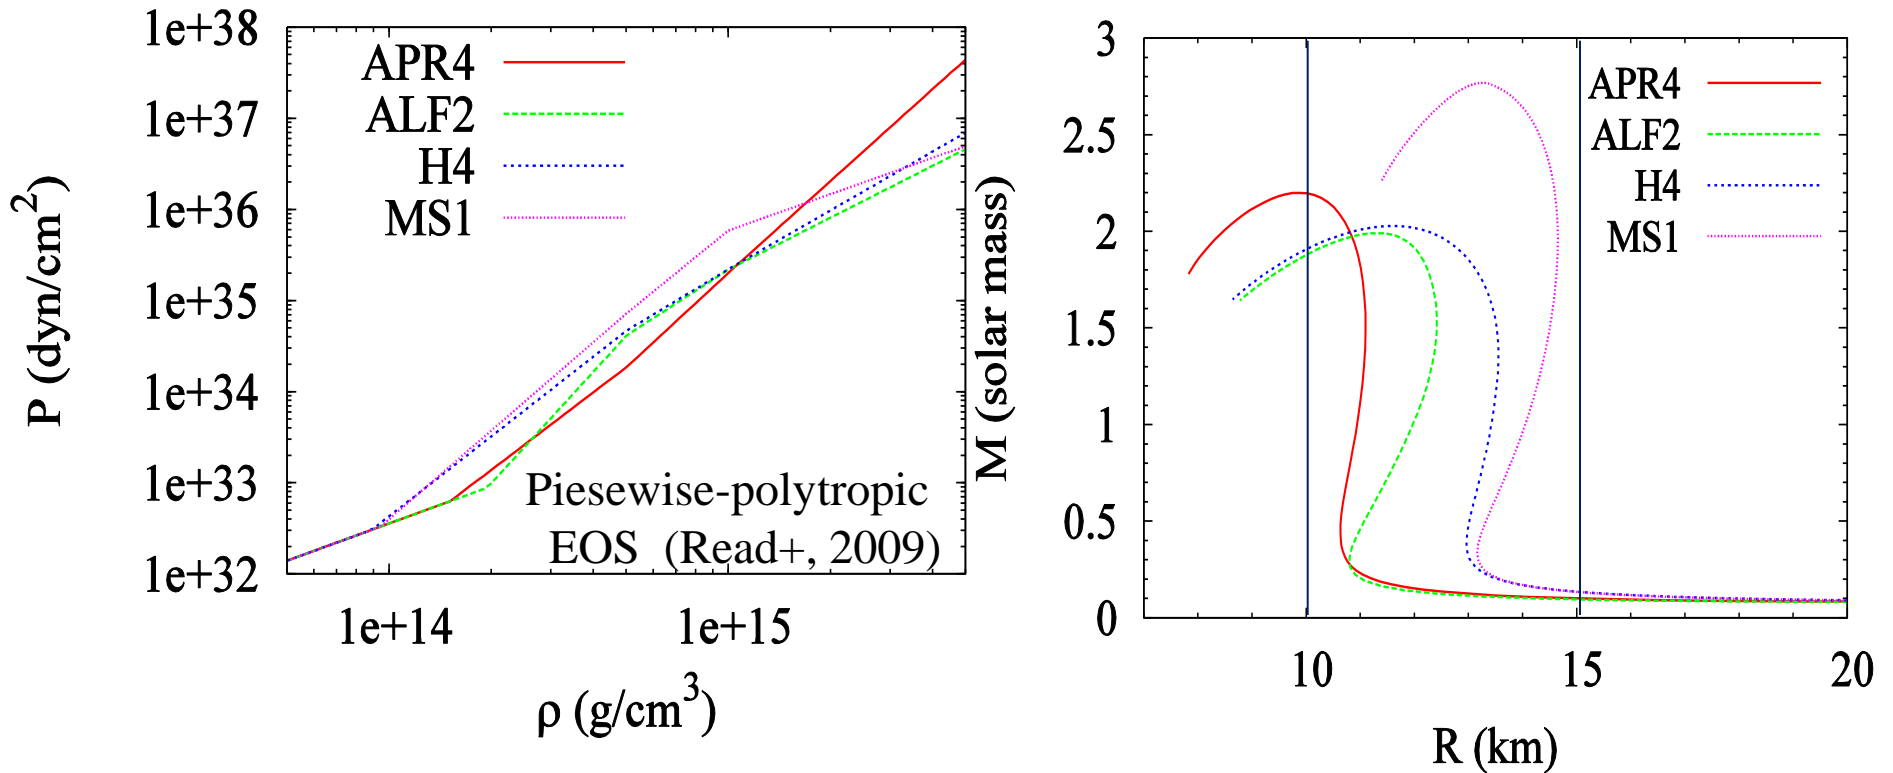 1e+38
1e+37
1e+36
1e+35
1e+34
1e+33
1e+32
P (dyn/cm²)
APR4
ALF2
H4
MS1
Piesewise-polytropic
EOS (Read+, 2009)
1e+14 1e+15
ρ (g/cm³)
3
2.5
2
1.5
1
0.5
0
M (solar mass)
APR4
ALF2
H4
MS1
10 15 20
R (km)